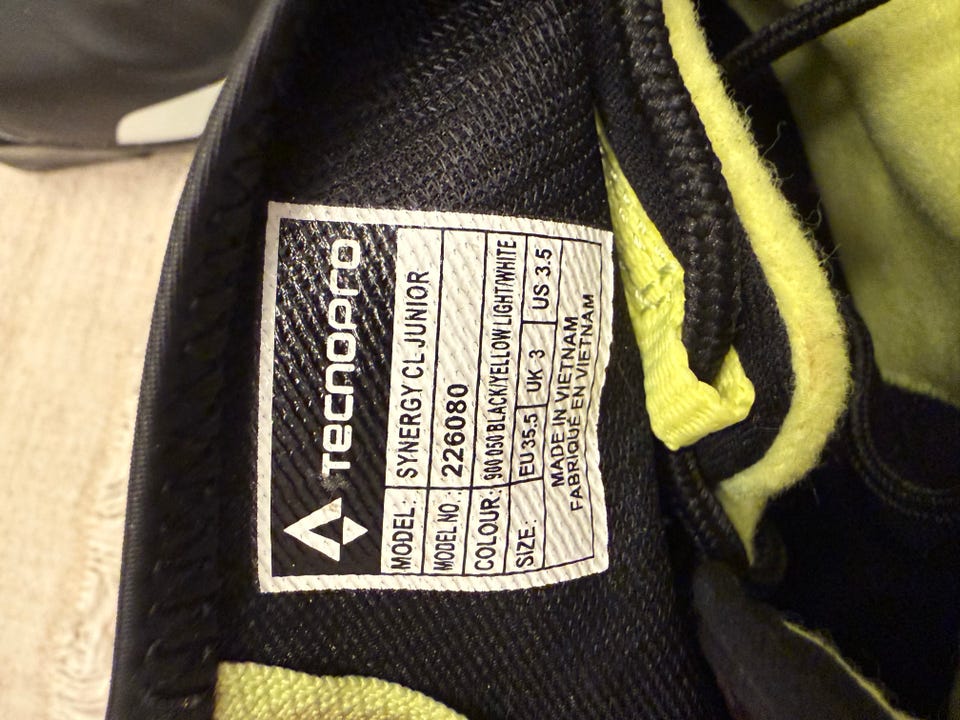 TECNOPRO
MODEL: SYNERGY CL JUNIOR
MODEL NO.: 226080
COLOUR: 900 050 BLACK/YELLOW LIGHT/WHITE
SIZE: EU 35.5 UK 3 US 3.5
MADE IN VIETNAM
FABRIQUÉ EN VIETNAM